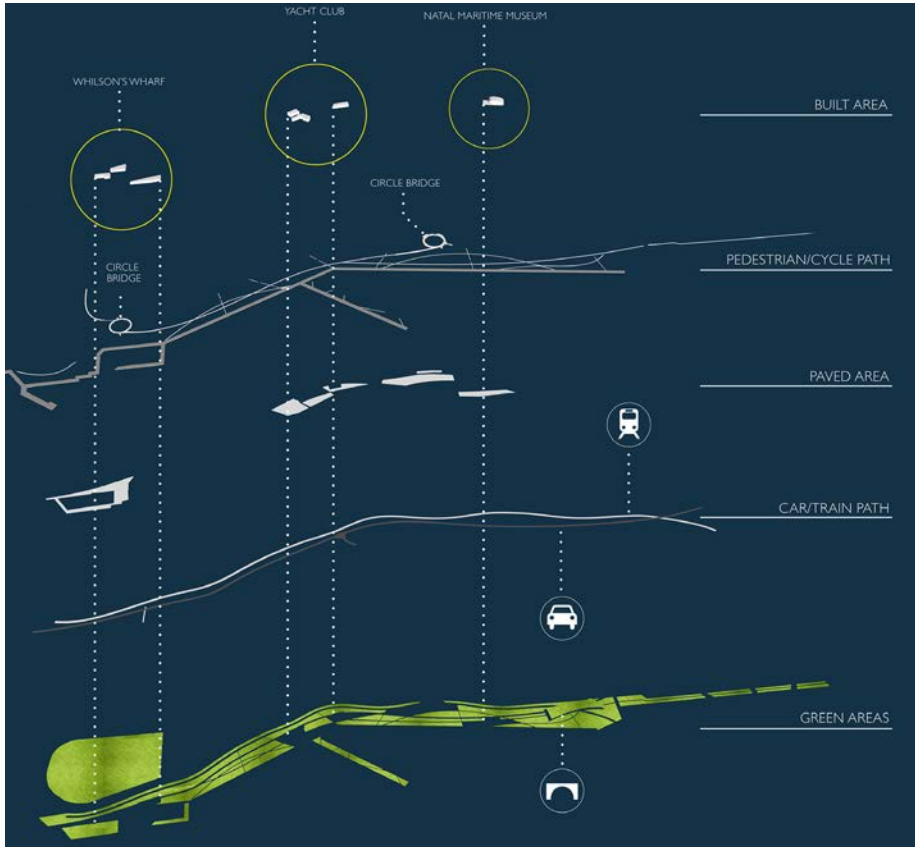 YACHT CLUB
NATAL MARITIME MUSEUM
WHILSON'S WHARF
BUILT AREA
CIRCLE BRIDGE
PEDESTRIAN/CYCLE PATH
CIRCLE
BRIDGE
PAVED AREA
CAR/TRAIN PATH
GREEN AREAS